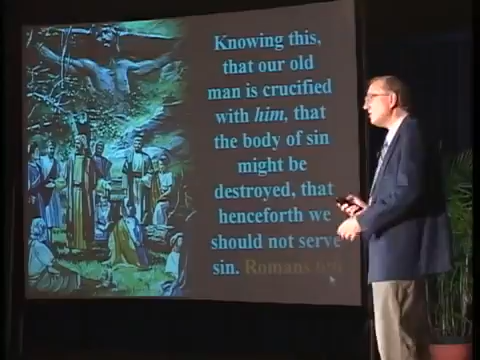 Knowing this,
that our old
man is crucified
with him, that
the body of sin
might be
destroyed, that
henceforth we
should not serve
sin. Romans